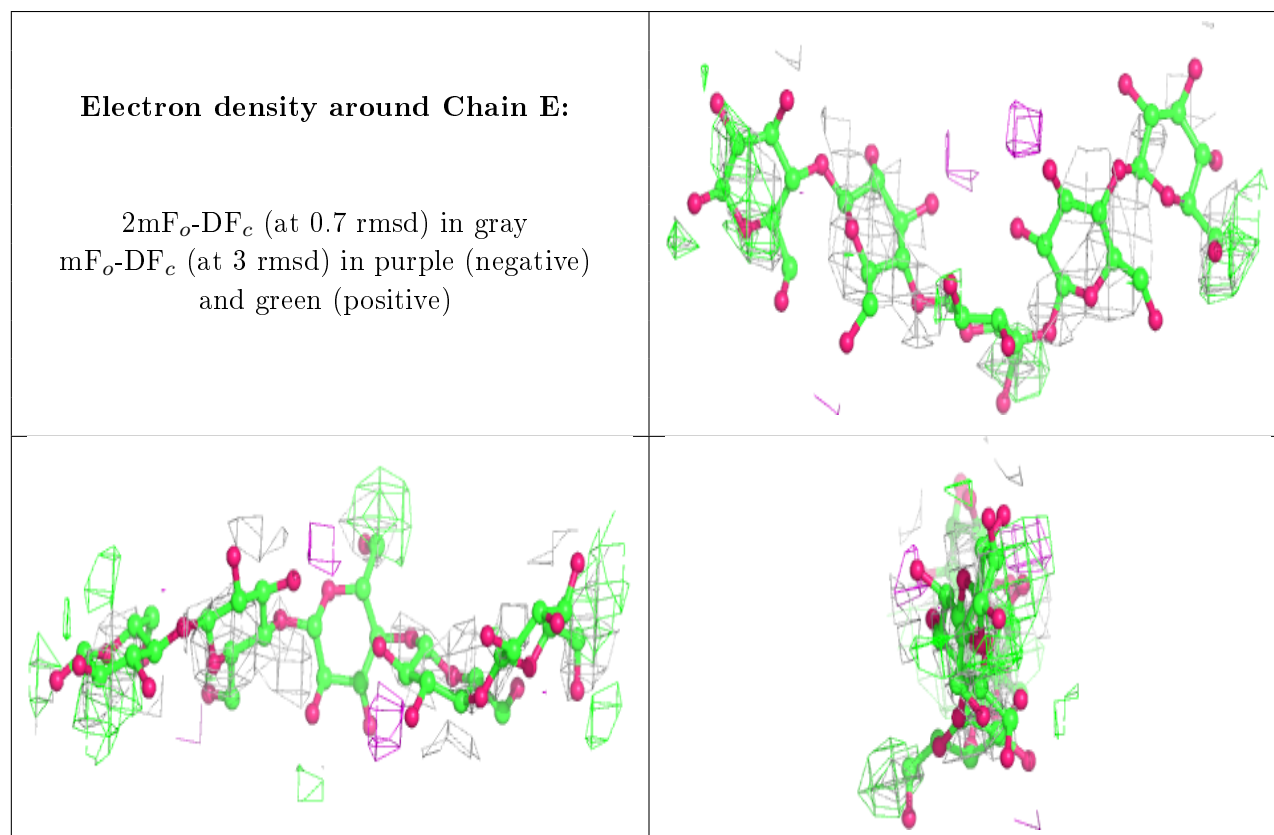 Electron density around Chain E:
2mFₒ-DF𝒸 (at 0.7 rmsd) in gray
mFₒ-DF𝒸 (at 3 rmsd) in purple (negative)
and green (positive)